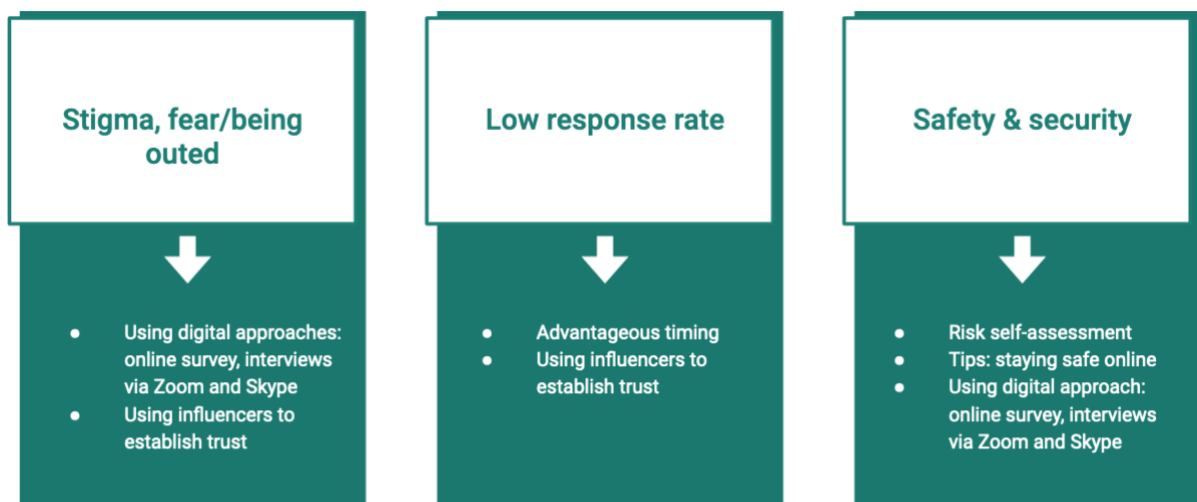 Stigma, fear/being
outed
● Using digital approaches:
online survey, interviews
via Zoom and Skype
● Using influencers to
establish trust
Low response rate
● Advantageous timing
● Using influencers to
establish trust
Safety & security
● Risk self-assessment
● Tips: staying safe online
● Using digital approach:
online survey, interviews
via Zoom and Skype